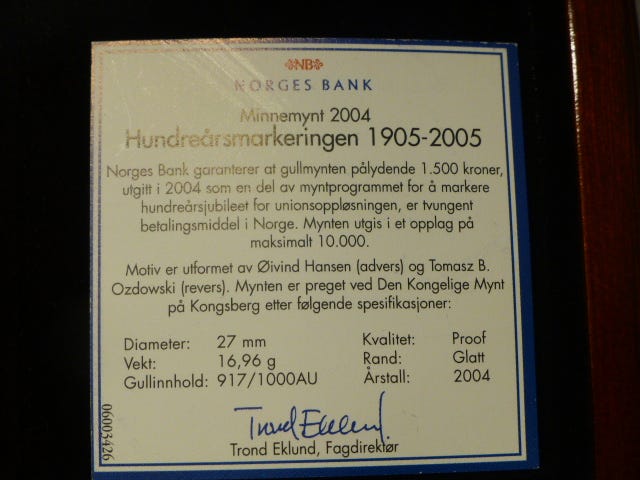 NB
NORGES BANK
Minnemynt 2004
Hundreårsmarkeringen 1905-2005
Norges Bank garanterer at gullmynten pålydende 1.500 kroner,
utgitt i 2004 som en del av myntprogrammet for å markere
hundreårsjubileet for unionsoppløsningen, er tvungent
betalingsmiddel i Norge. Mynten utgis i et opplag på
maksimalt 10.000.
Motiv er utformet av Øivind Hansen (advers) og Tomasz B.
Ozdowski (revers). Mynten er preget ved Den Kongelige Mynt
på Kongsberg etter følgende spesifikasjoner:
Diameter: 27 mm Kvalitet: Proof
Vekt: 16,96 g Rand: Glatt
Gullinnhold: 917/1000AU Årstall: 2004
Trond Eklund
Trond Eklund, Fagdirektør
06003426